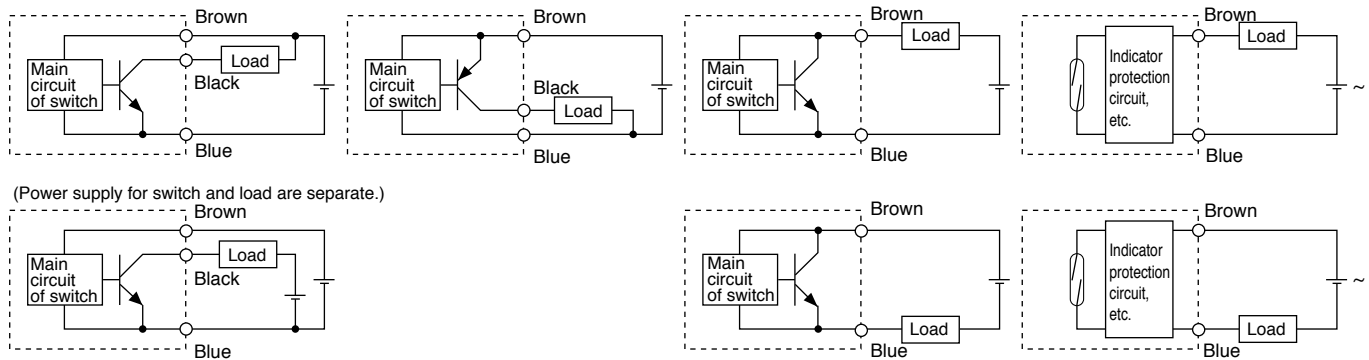 Brown
Main
circuit
of switch
Load
Black
Blue
Brown
Main
circuit
of switch
Black
Load
Blue
Brown
Main
circuit
of switch
Load
Blue
Brown
Indicator
protection
circuit,
etc.
Load
~
Blue
(Power supply for switch and load are separate.)
Brown
Main
circuit
of switch
Load
Black
Blue
Brown
Main
circuit
of switch
Load
Blue
Brown
Indicator
protection
circuit,
etc.
~
Load
Blue